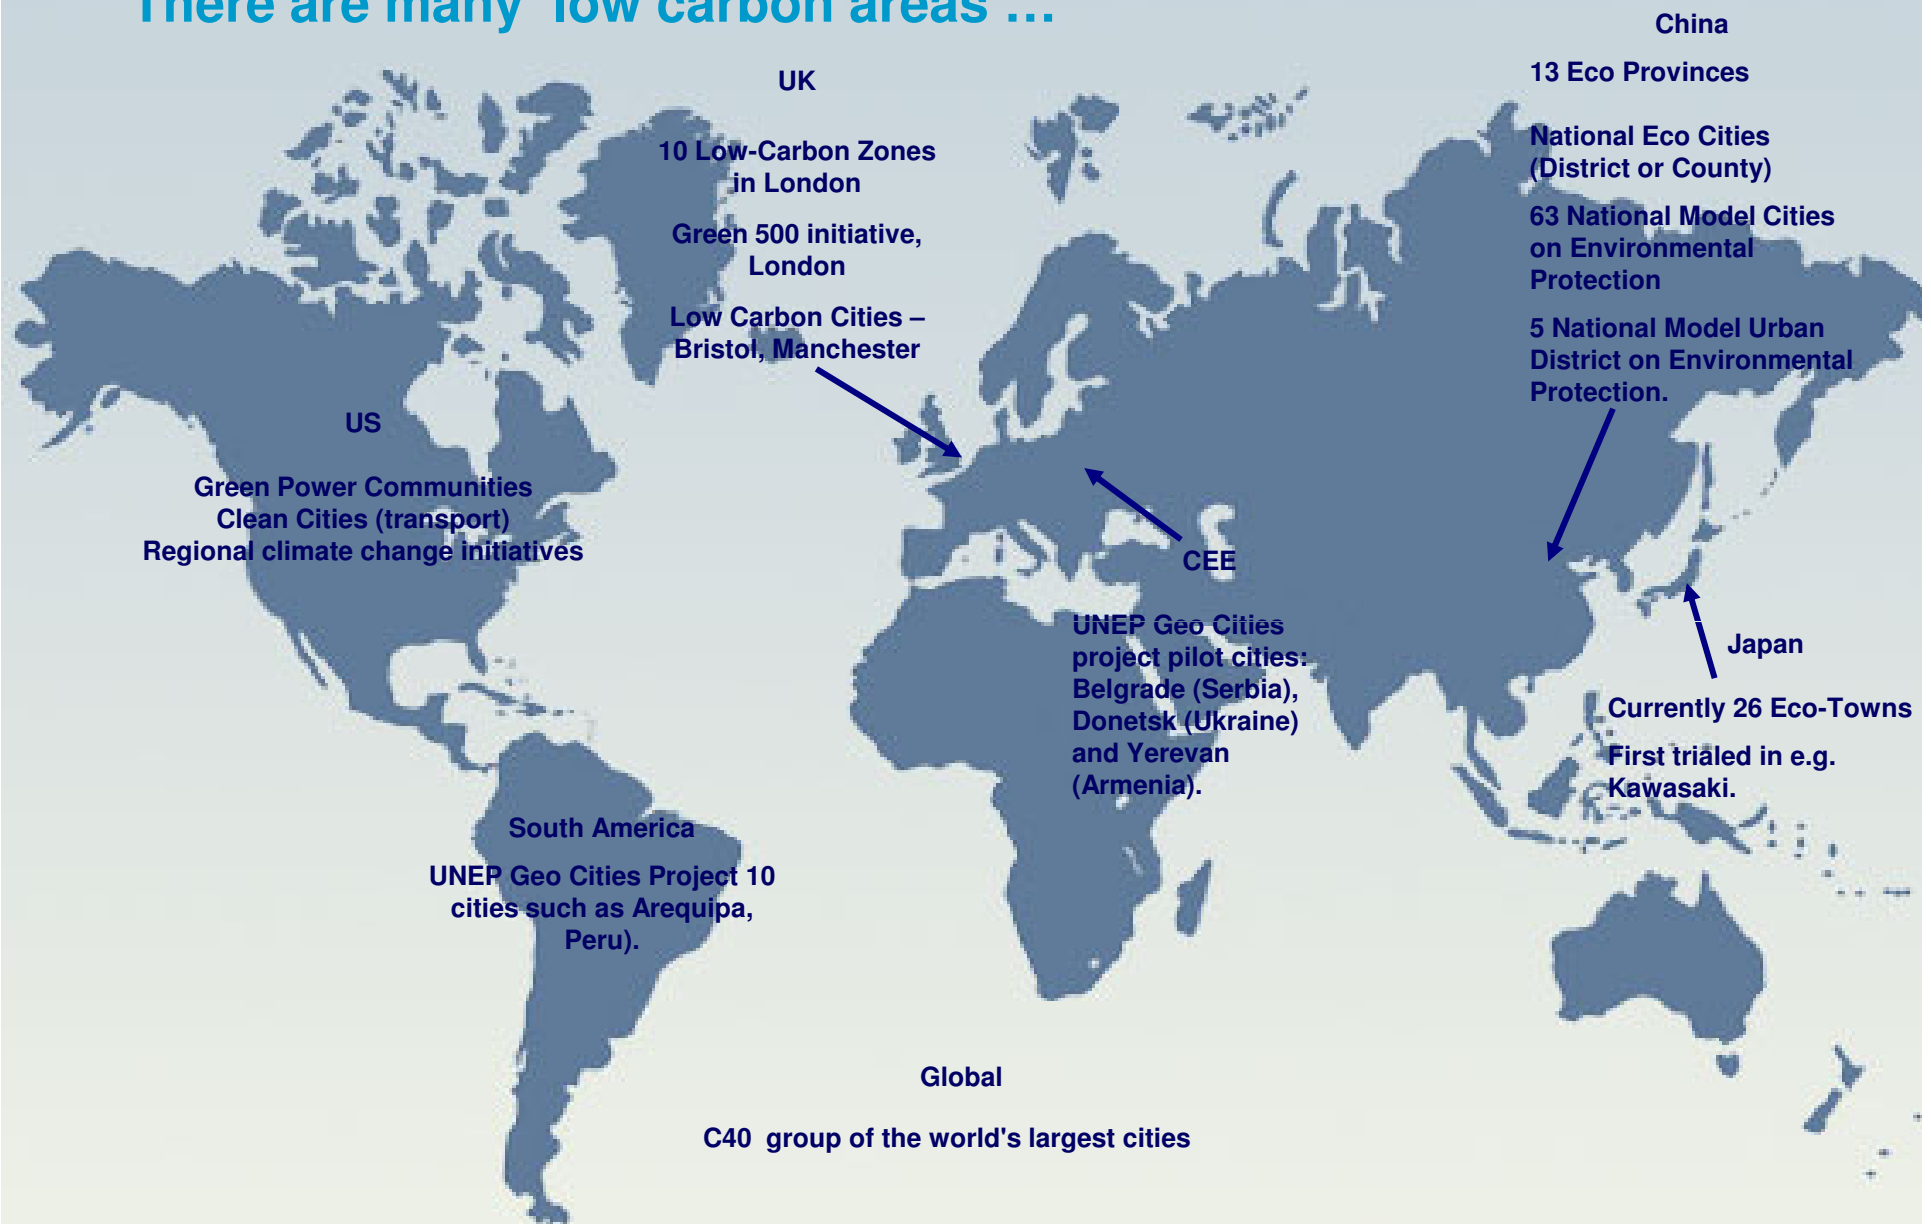 There are many 'low carbon areas'…
UK
10 Low-Carbon Zones
in London
Green 500 initiative,
London
Low Carbon Cities –
Bristol, Manchester
China
13 Eco Provinces
National Eco Cities
(District or County)
63 National Model Cities
on Environmental
Protection
5 National Model Urban
District on Environmental
Protection.
US
Green Power Communities
Clean Cities (transport)
Regional climate change initiatives
CEE
UNEP Geo Cities
project pilot cities:
Belgrade (Serbia),
Donetsk (Ukraine)
and Yerevan
(Armenia).
Japan
Currently 26 Eco-Towns
First trialed in e.g.
Kawasaki.
South America
UNEP Geo Cities Project 10
cities such as Arequipa,
Peru).
Global
C40  group of the world's largest cities